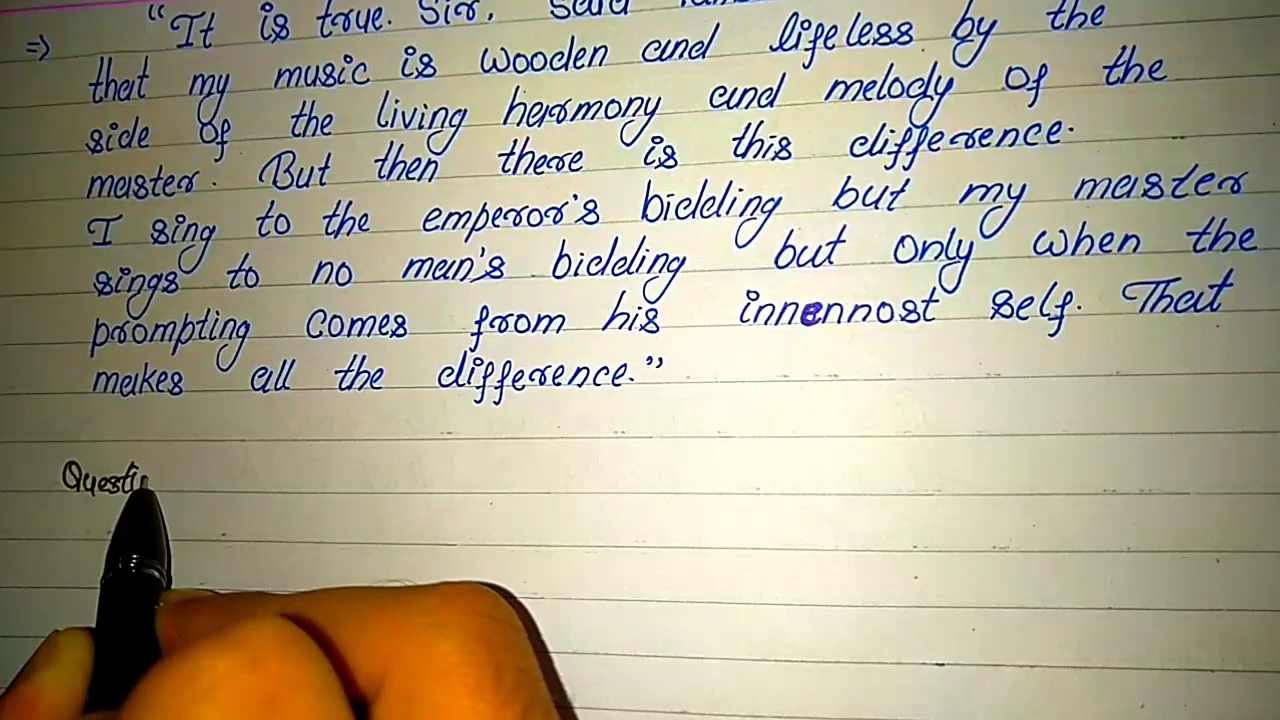 => "It is true. Sir, said
that my music is wooden and lifeless by the
side of the living harmony and melody of the
master. But then there is this difference.
I sing to the emperor's bidding but my master
sings to no man's bidding but only when the
prompting comes from his innennost self. That
makes all the difference."
Questi